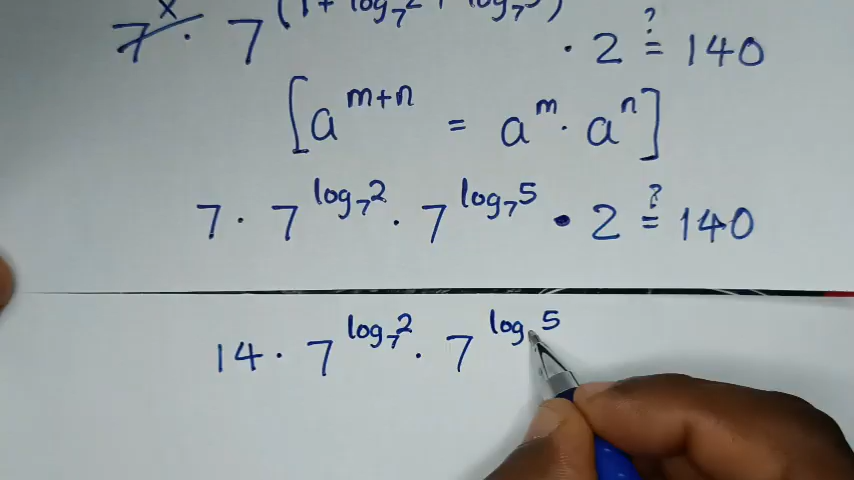 7^x · 7^(1 + log₇2 + log₇5) · 2 ≟ 140
[a^(m+n) = a^m · a^n]
7 · 7^(log₇2) · 7^(log₇5) · 2 ≟ 140
14 · 7^(log₇2) · 7^(log 5)